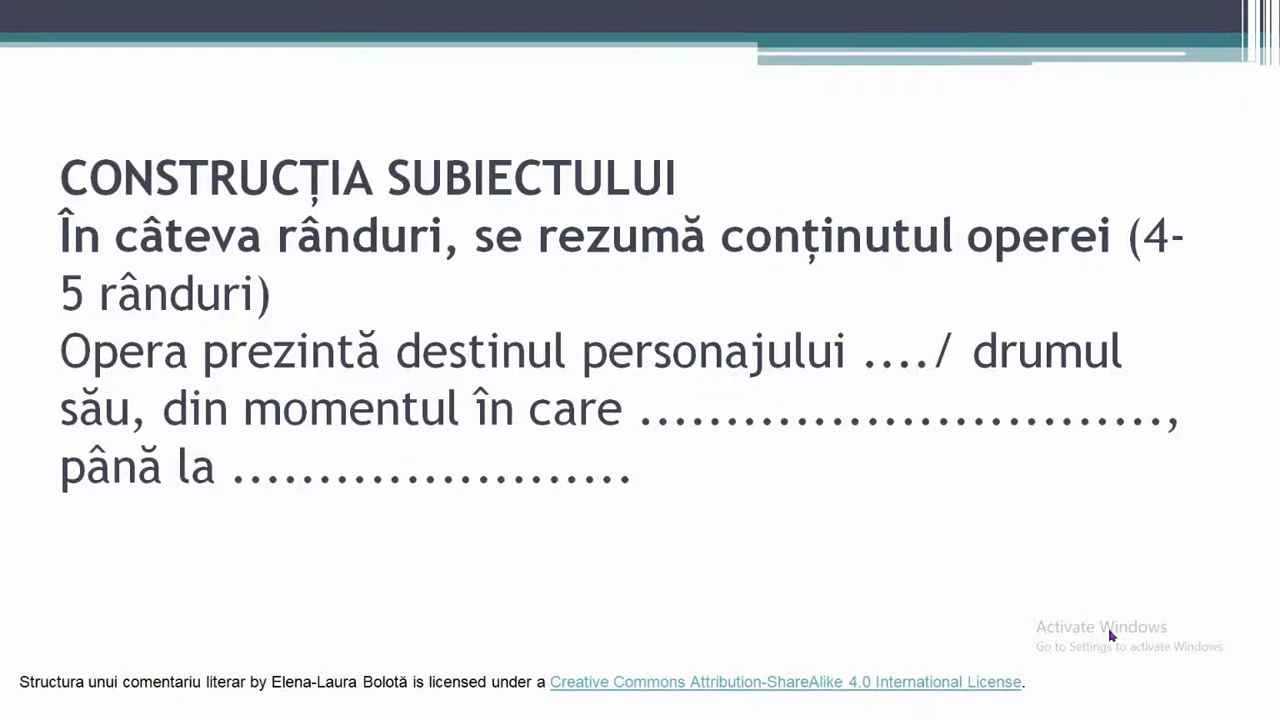 CONSTRUCȚIA SUBIECTULUI
În câteva rânduri, se rezumă conținutul operei (4-
5 rânduri)
Opera prezintă destinul personajului ..../ drumul
său, din momentul în care ..............................,
până la .......................
Activate Windows
Go to Settings to activate Windows.
Structura unui comentariu literar by Elena-Laura Bolotă is licensed under a Creative Commons Attribution-ShareAlike 4.0 International License.